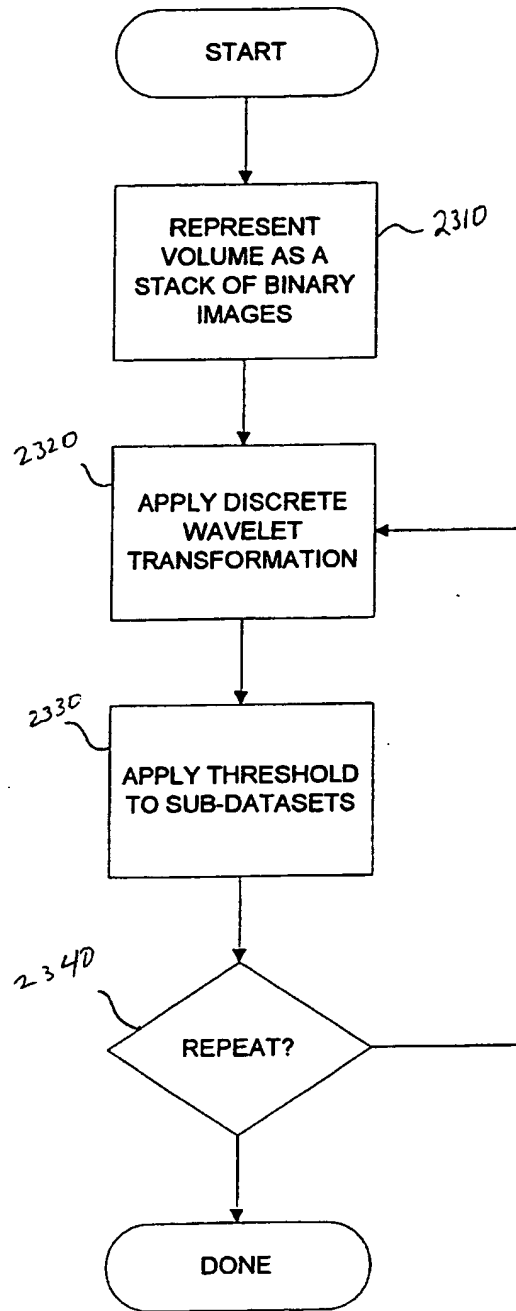 START
REPRESENT
VOLUME AS A
STACK OF BINARY
IMAGES
2310
2320
APPLY DISCRETE
WAVELET
TRANSFORMATION
2330
APPLY THRESHOLD
TO SUB-DATASETS
2340
REPEAT?
DONE